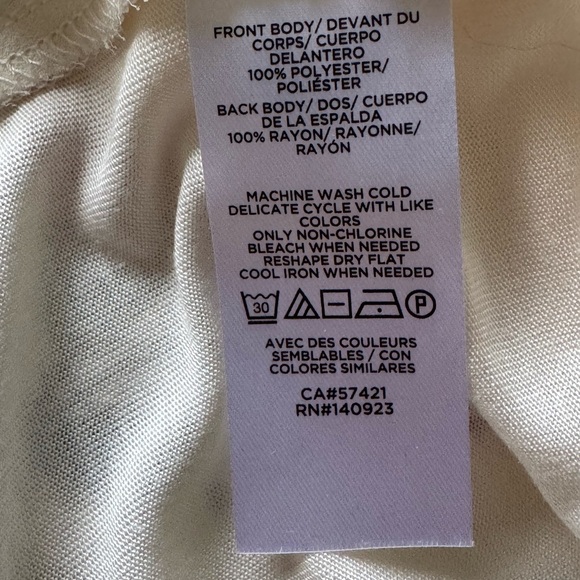 FRONT BODY/ DEVANT DU
CORPS/ CUERPO
DELANTERO
100% POLYESTER/
POLIÉSTER
BACK BODY/ DOS/ CUERPO
DE LA ESPALDA
100% RAYON/ RAYONNE/
RAYÓN
MACHINE WASH COLD
DELICATE CYCLE WITH LIKE
COLORS
ONLY NON-CHLORINE
BLEACH WHEN NEEDED
RESHAPE DRY FLAT
COOL IRON WHEN NEEDED
30 P
AVEC DES COULEURS
SEMBLABLES / CON
COLORES SIMILARES
CA#57421
RN#140923